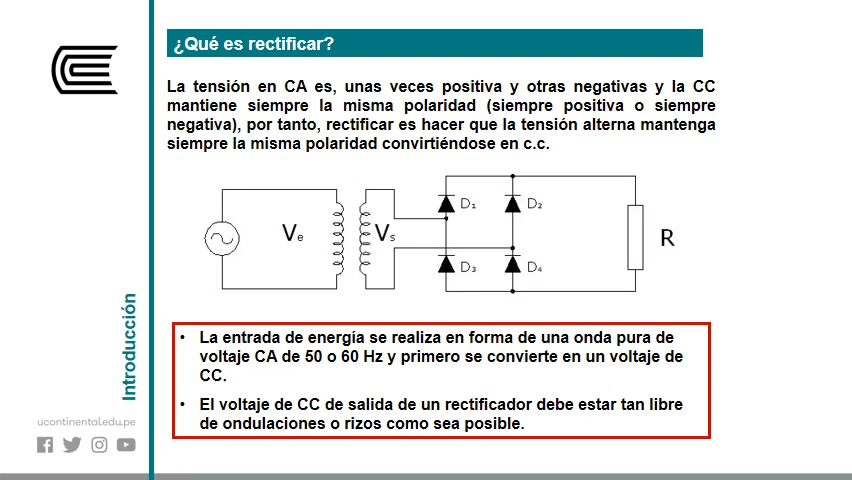 ¿Qué es rectificar?
La tensión en CA es, unas veces positiva y otras negativas y la CC
mantiene siempre la misma polaridad (siempre positiva o siempre
negativa), por tanto, rectificar es hacer que la tensión alterna mantenga
siempre la misma polaridad convirtiéndose en c.c.
D₁
D₂
Vₑ
Vₛ
R
D₃
D₄
Introducción
• La entrada de energía se realiza en forma de una onda pura de
voltaje CA de 50 o 60 Hz y primero se convierte en un voltaje de
CC.
• El voltaje de CC de salida de un rectificador debe estar tan libre
de ondulaciones o rizos como sea posible.
ucontinental.edu.pe